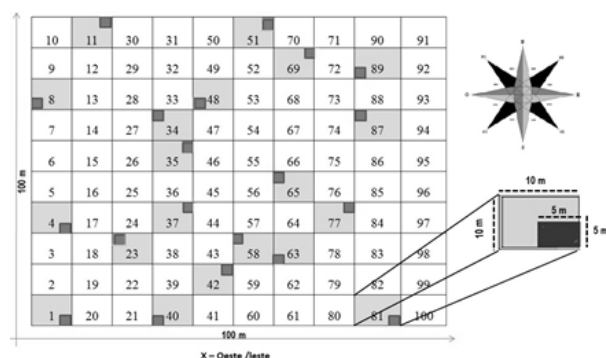 10 11 30 31 50 51 70 71 90 91
9 12 29 32 49 52 69 72 89 92
8 13 28 33 48 53 68 73 88 93
7 14 27 34 47 54 67 74 87 94
6 15 26 35 46 55 66 75 86 95
5 16 25 36 45 56 65 76 85 96
4 17 24 37 44 57 64 77 84 97
3 18 23 38 43 58 63 78 83 98
2 19 22 39 42 59 62 79 82 99
1 20 21 40 41 60 61 80 81 100
100 m
100 m
X – Oeste /leste
10 m
10 m
5 m
5 m